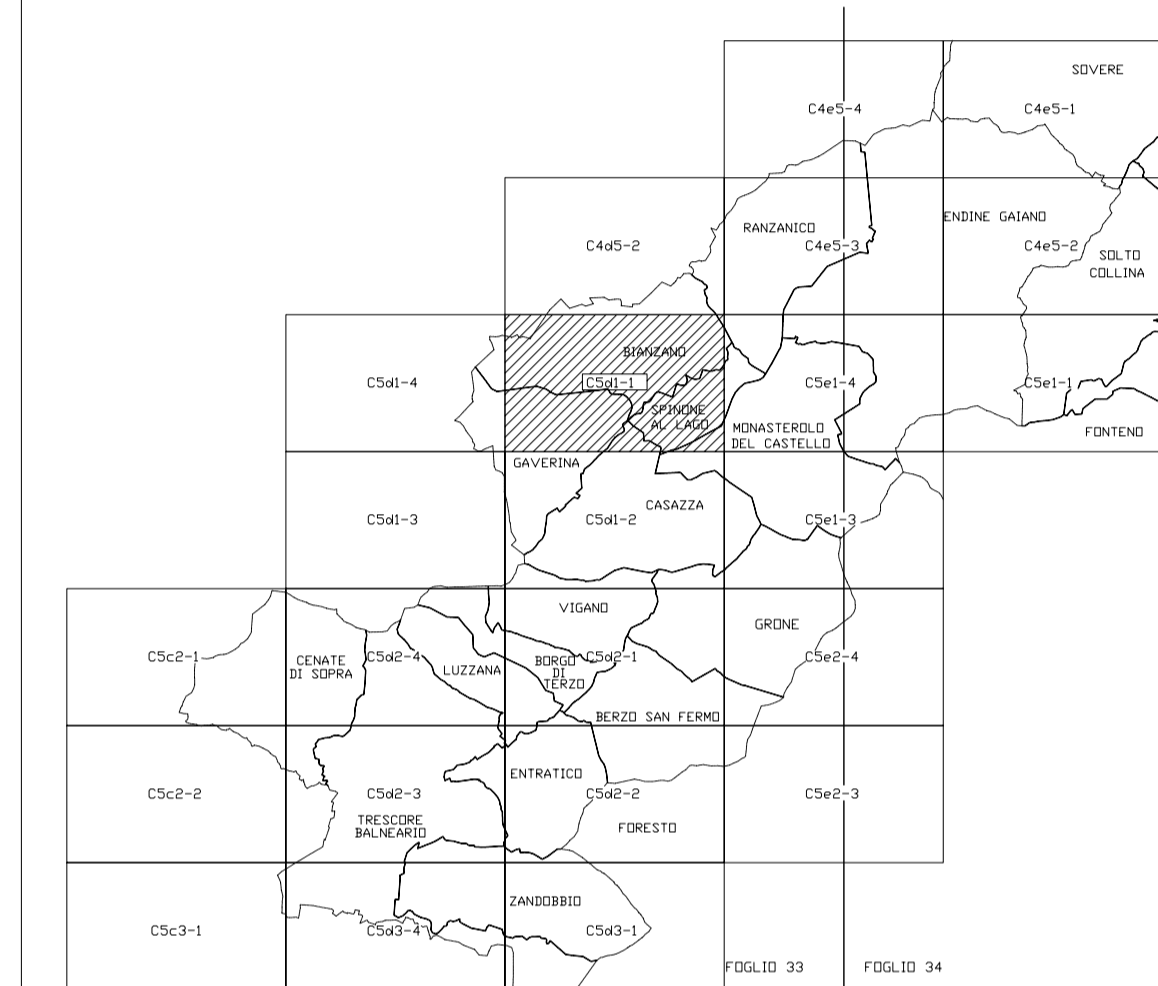 SOVERE
C4e5-4
C4e5-1
ENDINE GAIANO
RANZANICO
C4d5-2
C4e5-3
C4e5-2
SOLTO
COLLINA
BIANZANO
C5d1-4
C5d1-1
C5e1-4
C5e1-1
SPINONE
AL LAGO
MONASTEROLO
DEL CASTELLO
FONTENO
GAVERINA
CASAZZA
C5d1-3
C5d1-2
C5e1-3
VIGANO
GRONE
C5c2-1
CENATE
DI SOPRA
C5d2-4
LUZZANA
BORGO
DI
TERZO
C5d2-1
C5e2-4
BERZO SAN FERMO
ENTRATICO
C5c2-2
C5d2-3
C5d2-2
C5e2-3
TRESCORE
BALNEARIO
FORESTO
ZANDOBBIO
C5c3-1
C5d3-4
C5d3-1
FOGLIO 33
FOGLIO 34